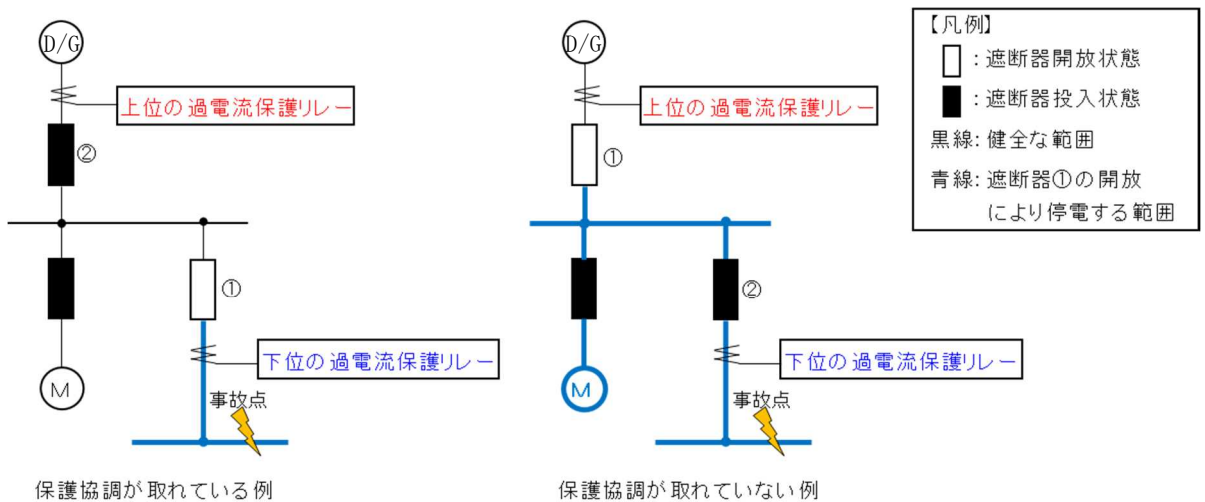 D/G
上位の過電流保護リレー
②
①
下位の過電流保護リレー
M
事故点
保護協調が取れている例
D/G
上位の過電流保護リレー
①
②
下位の過電流保護リレー
M
事故点
保護協調が取れていない例
【凡例】
：遮断器開放状態
：遮断器投入状態
黒線：健全な範囲
青線：遮断器①の開放
により停電する範囲